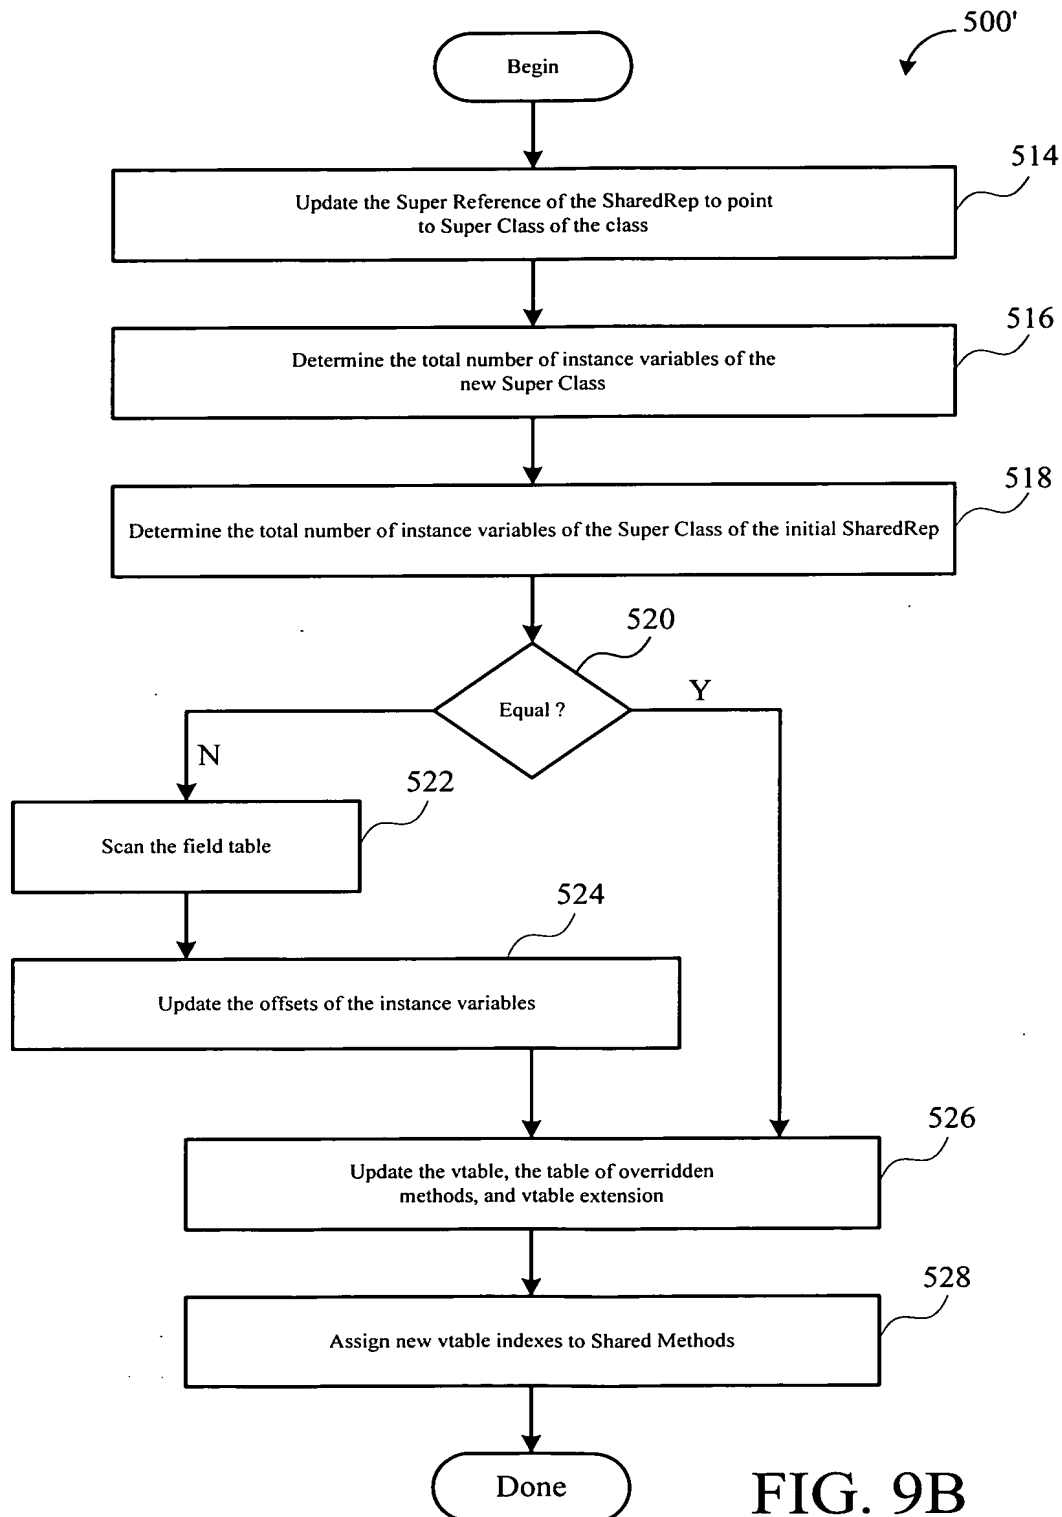 500'
Begin
514
Update the Super Reference of the SharedRep to point
to Super Class of the class
516
Determine the total number of instance variables of the
new Super Class
518
Determine the total number of instance variables of the Super Class of the initial SharedRep
520
Equal ?
Y
N
522
Scan the field table
524
Update the offsets of the instance variables
526
Update the vtable, the table of overridden
methods, and vtable extension
528
Assign new vtable indexes to Shared Methods
Done
FIG. 9B